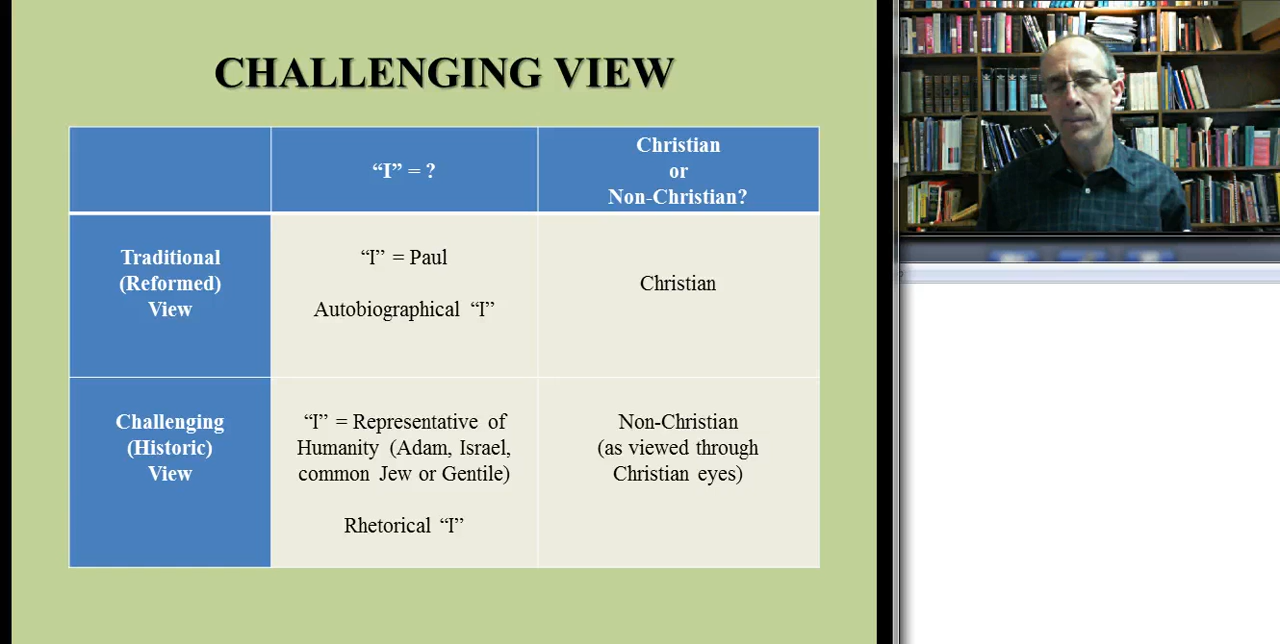 CHALLENGING VIEW
“I” = ?
Christian
or
Non-Christian?
Traditional
(Reformed)
View
“I” = Paul
Autobiographical “I”
Christian
Challenging
(Historic)
View
“I” = Representative of
Humanity (Adam, Israel,
common Jew or Gentile)
Rhetorical “I”
Non-Christian
(as viewed through
Christian eyes)